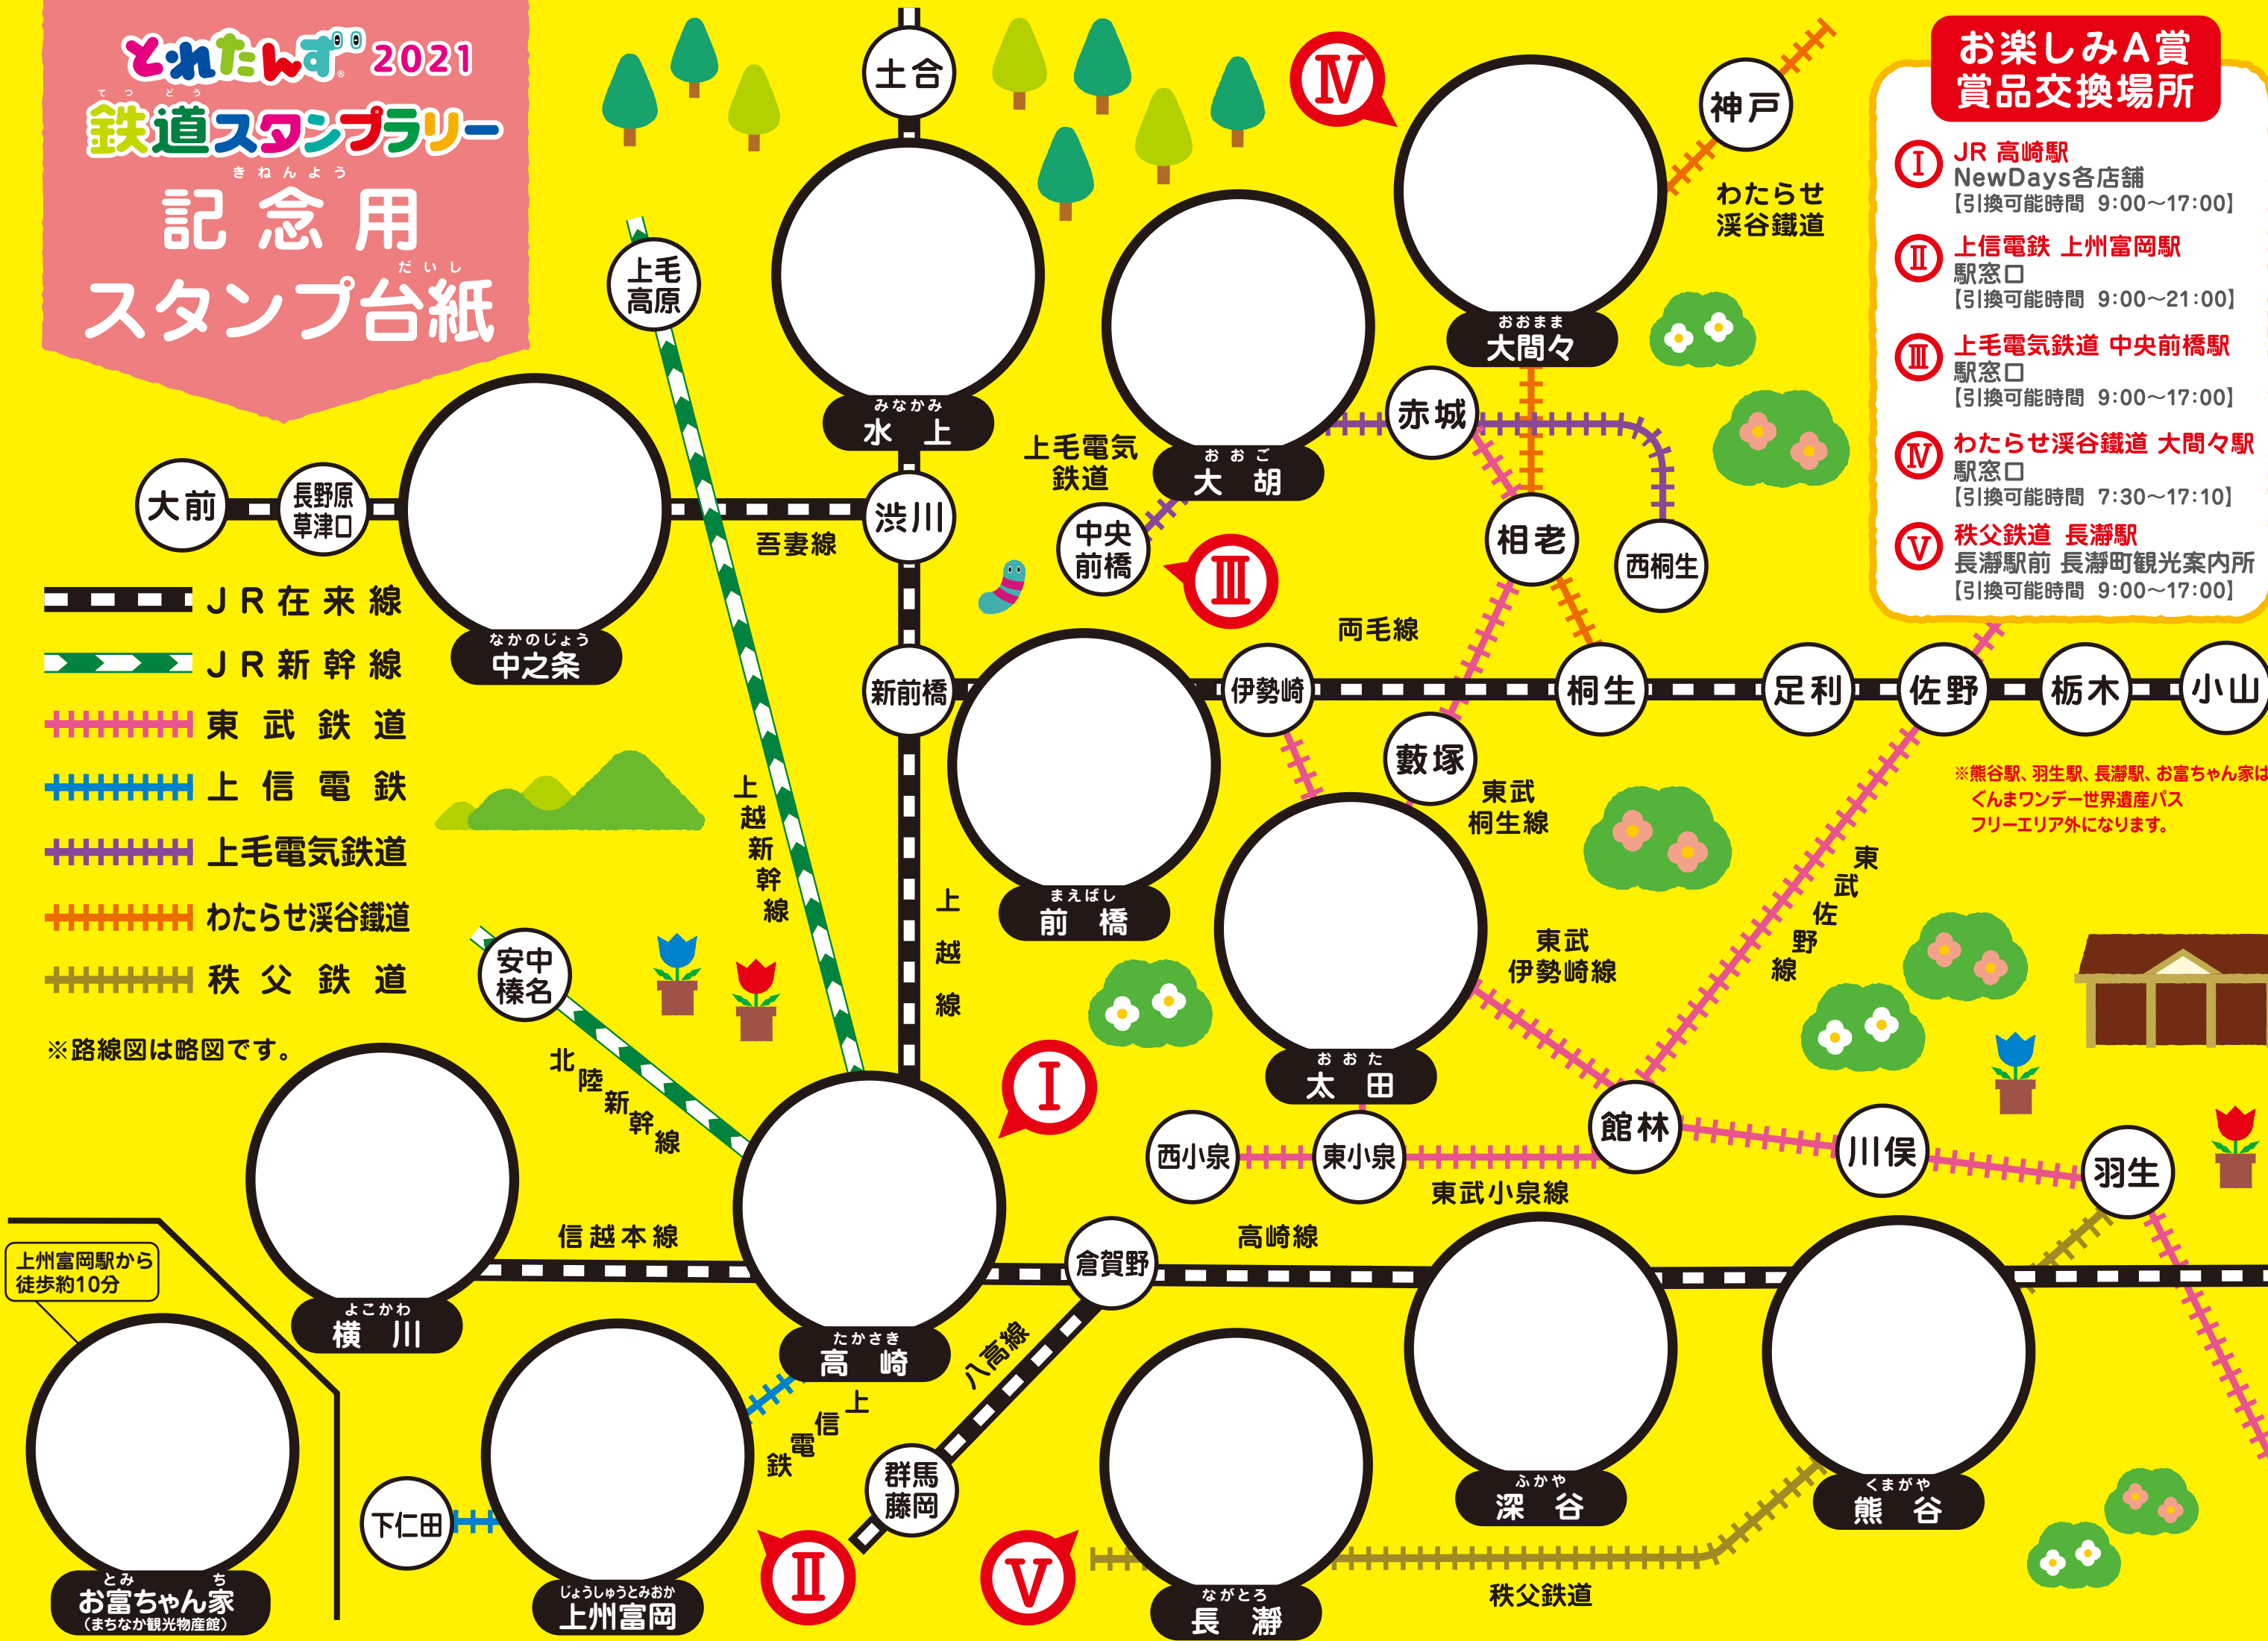 とれたんず® 2021
てつ どう
鉄道スタンプラリー
きねんよう
記念用
だいし
スタンプ台紙
お楽しみA賞
賞品交換場所
Ⅰ
JR 高崎駅
NewDays各店舗
【引換可能時間 9:00〜17:00】
Ⅱ
上信電鉄 上州富岡駅
駅窓口
【引換可能時間 9:00〜21:00】
Ⅲ
上毛電気鉄道 中央前橋駅
駅窓口
【引換可能時間 9:00〜17:00】
Ⅳ
わたらせ渓谷鐵道 大間々駅
駅窓口
【引換可能時間 7:30〜17:10】
Ⅴ
秩父鉄道 長瀞駅
長瀞駅前 長瀞町観光案内所
【引換可能時間 9:00〜17:00】
土合
Ⅳ
神戸
わたらせ
渓谷鐵道
上毛
高原
おおまま
大間々
みなかみ
水 上
赤城
上毛電気
鉄道
おおご
大 胡
大前
長野原
草津口
渋川
吾妻線
中央
前橋
Ⅲ
相老
西桐生
JR在来線
JR新幹線
東武鉄道
上信電鉄
上毛電気鉄道
わたらせ渓谷鐵道
秩父鉄道
※路線図は略図です。
なかのじょう
中之条
両毛線
新前橋
伊勢崎
桐生
足利
佐野
栃木
小山
藪塚
東武
桐生線
※熊谷駅、羽生駅、長瀞駅、お富ちゃん家は
ぐんまワンデー世界遺産パス
フリーエリア外になります。
上越新幹線
上越線
まえばし
前 橋
東武佐野線
東武
伊勢崎線
安中
榛名
北陸新幹線
Ⅰ
おおた
太 田
西小泉
東小泉
館林
川俣
羽生
東武小泉線
信越本線
倉賀野
高崎線
上州富岡駅から
徒歩約10分
よこかわ
横 川
たかさき
高 崎
八高線
上信電鉄
群馬
藤岡
下仁田
Ⅱ
Ⅴ
ふかや
深 谷
くまがや
熊 谷
とみ ち
お富ちゃん家
(まちなか観光物産館)
じょうしゅうとみおか
上州富岡
ながとろ
長 瀞
秩父鉄道